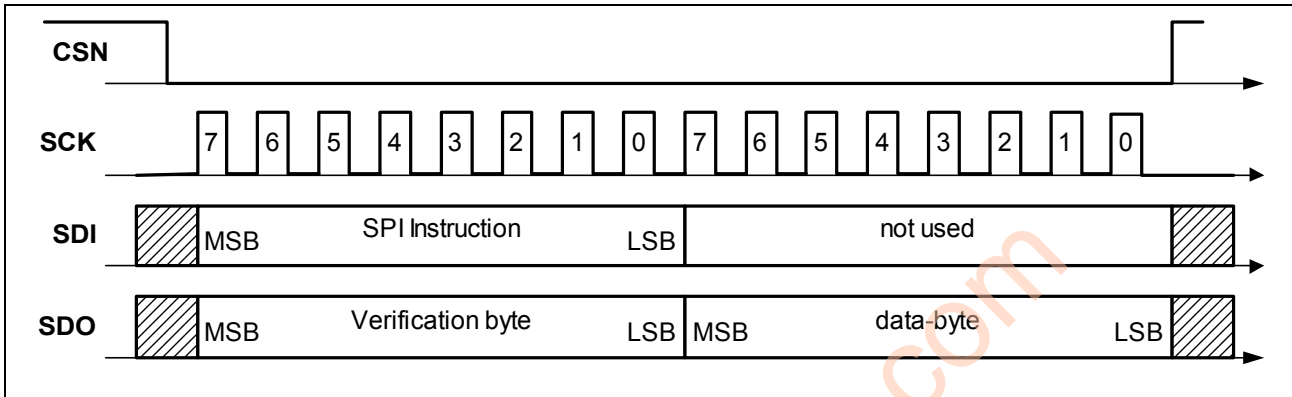 CSN
SCK 7 6 5 4 3 2 1 0 7 6 5 4 3 2 1 0
SDI MSB SPI Instruction LSB not used
SDO MSB Verification byte LSB MSB data-byte LSB
com